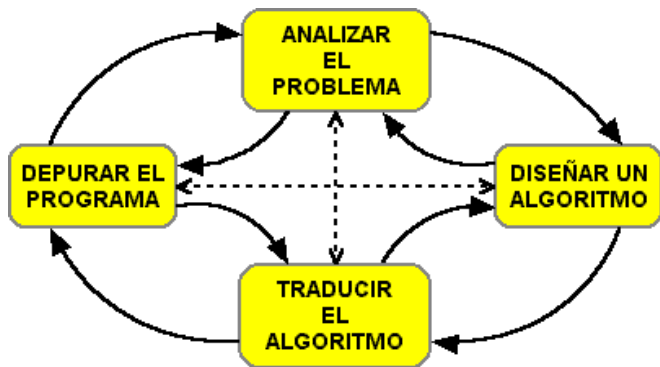 ANALIZAR
EL
PROBLEMA
DEPURAR EL
PROGRAMA
DISEÑAR UN
ALGORITMO
TRADUCIR
EL
ALGORITMO